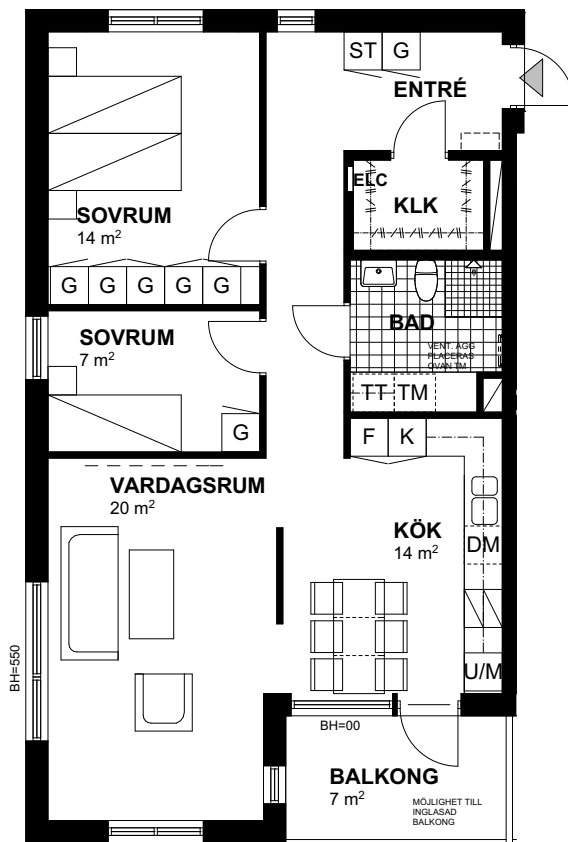 ST G
ENTRÉ
ELC
KLK
SOVRUM
14 m²
G G G G G
BAD
VENT. AGG
PLACERAS
OVAN TM
SOVRUM
7 m²
TT TM
G
F K
VARDAGSRUM
20 m²
KÖK
14 m²
DM
U/M
BH=550
BH=00
BALKONG
7 m²
MÖJLIGHET TILL
INGLASAD
BALKONG